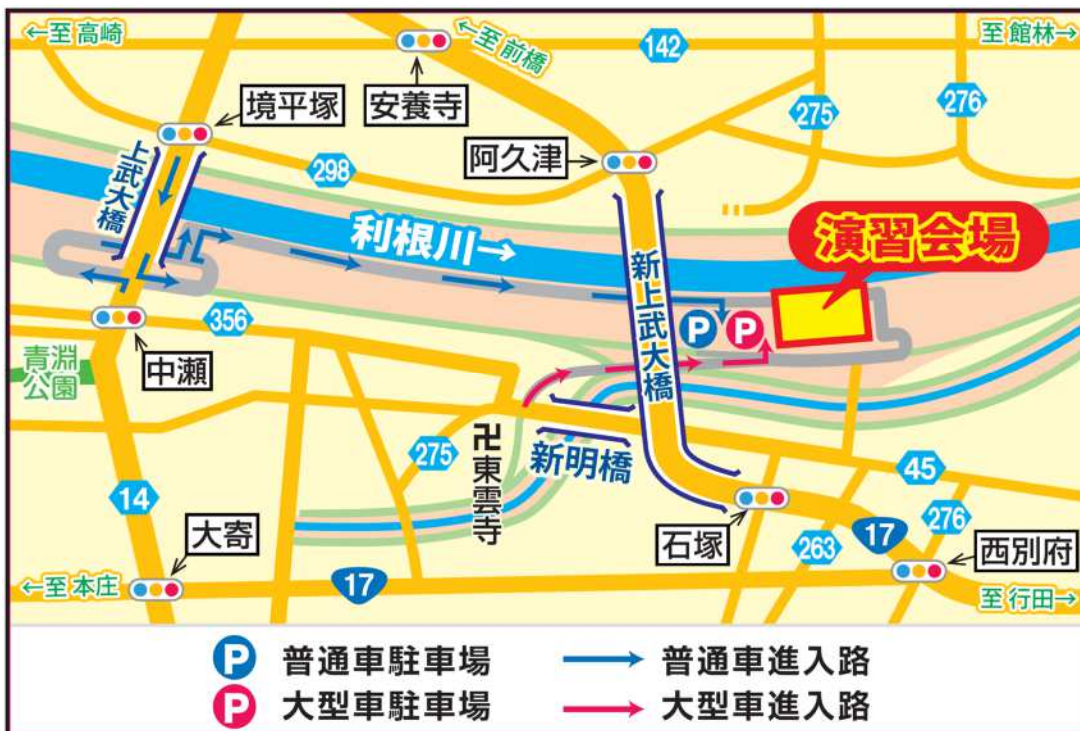 ←至高崎
←至前橋
142
至館林→
境平塚
安養寺
275
276
上武大橋
298
阿久津
利根川→
演習会場
新上武大橋
356
P
P
中瀬
青淵
公園
卍東雲寺
275
新明橋
45
14
大寄
石塚
263
17
276
西別府
←至本庄
17
至行田→
P 普通車駐車場 → 普通車進入路
P 大型車駐車場 → 大型車進入路